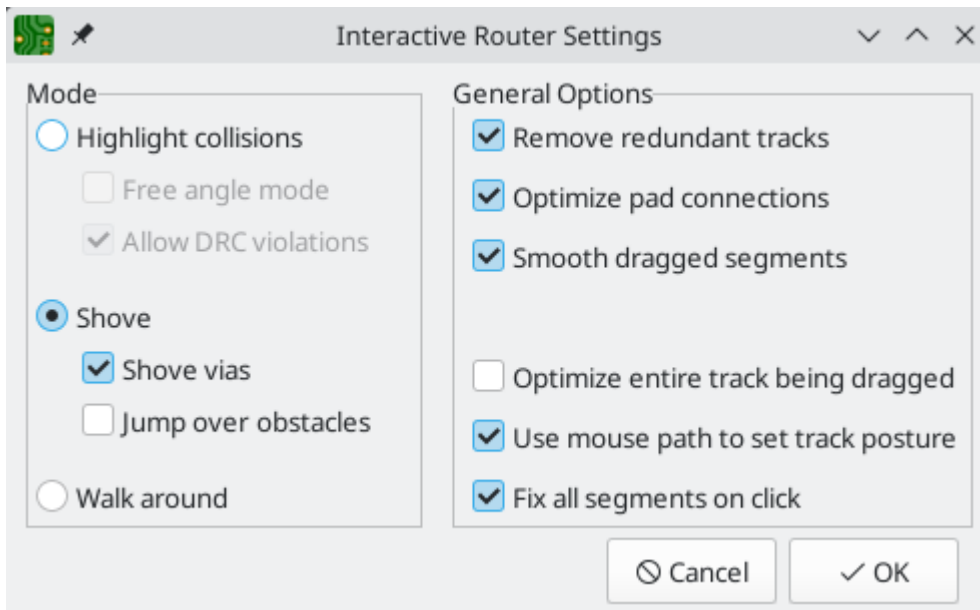 Interactive Router Settings
Mode
Highlight collisions
Free angle mode
Allow DRC violations
Shove
Shove vias
Jump over obstacles
Walk around
General Options
Remove redundant tracks
Optimize pad connections
Smooth dragged segments
Optimize entire track being dragged
Use mouse path to set track posture
Fix all segments on click
Cancel
OK